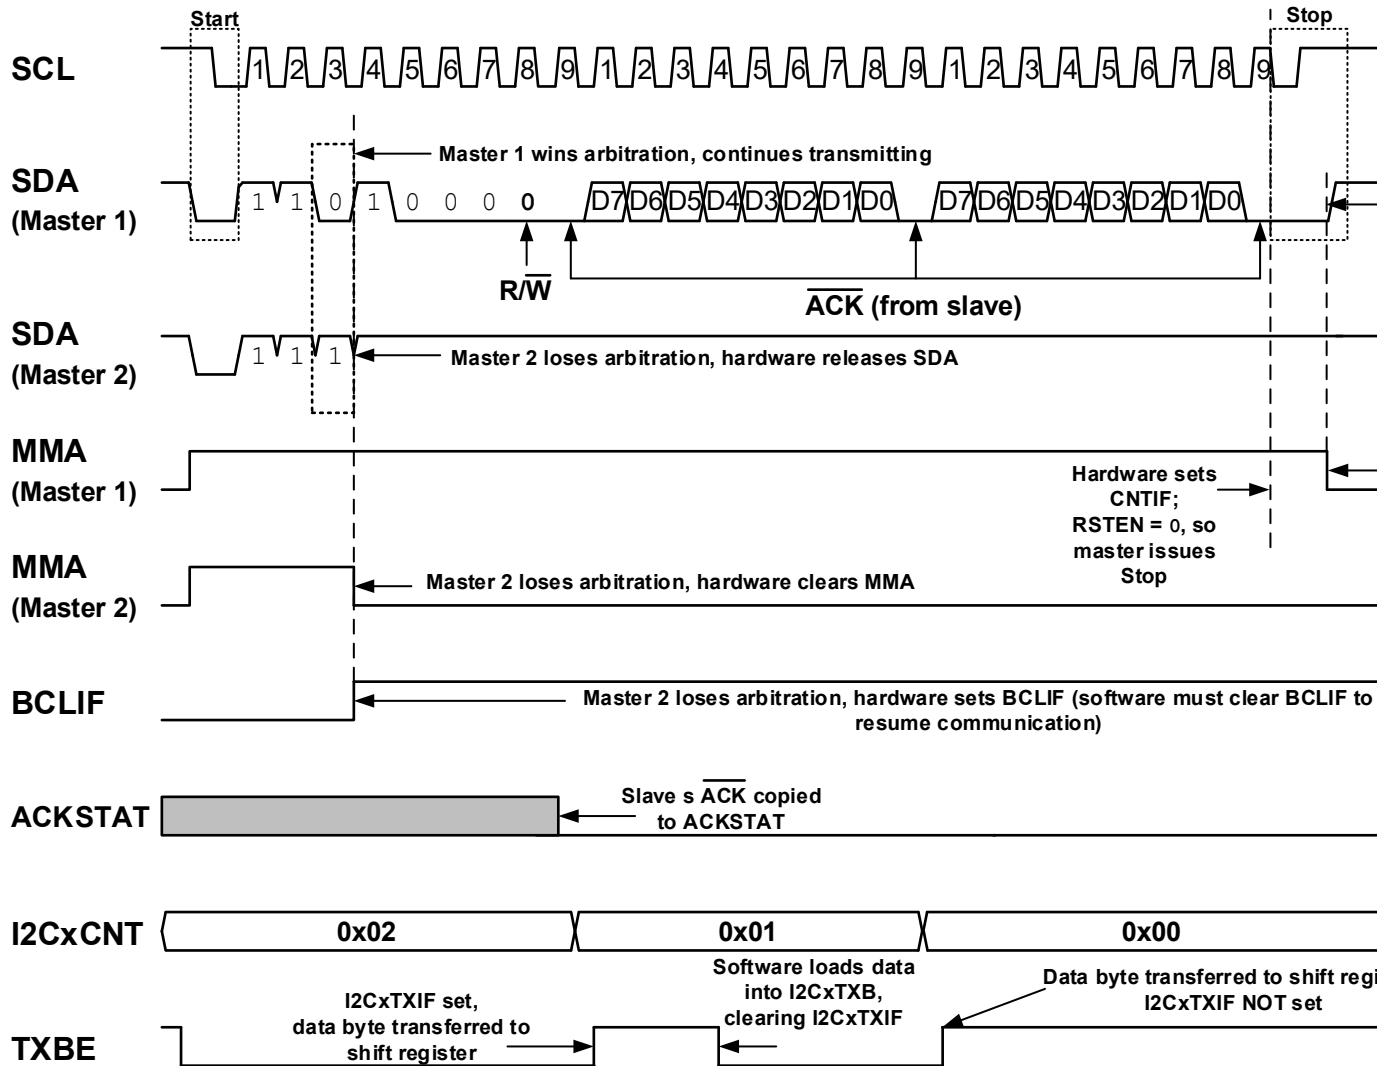 Start
Stop
SCL
1 2 3 4 5 6 7 8 9 1 2 3 4 5 6 7 8 9 1 2 3 4 5 6 7 8 9
Master 1 wins arbitration, continues transmitting
SDA
(Master 1)
1 1 0 1 0 0 0 0 D7 D6 D5 D4 D3 D2 D1 D0 D7 D6 D5 D4 D3 D2 D1 D0
R/W̅
A̅C̅K̅ (from slave)
SDA
(Master 2)
1 1 1
Master 2 loses arbitration, hardware releases SDA
MMA
(Master 1)
Hardware sets
CNTIF;
RSTEN = 0, so
master issues
Stop
MMA
(Master 2)
Master 2 loses arbitration, hardware clears MMA
BCLIF
Master 2 loses arbitration, hardware sets BCLIF (software must clear BCLIF to
resume communication)
ACKSTAT
Slave s A̅C̅K̅ copied
to ACKSTAT
I2CxCNT
0x02 0x01 0x00
I2CxTXIF set,
data byte transferred to
shift register
Software loads data
into I2CxTXB,
clearing I2CxTXIF
Data byte transferred to shift regi
I2CxTXIF NOT set
TXBE